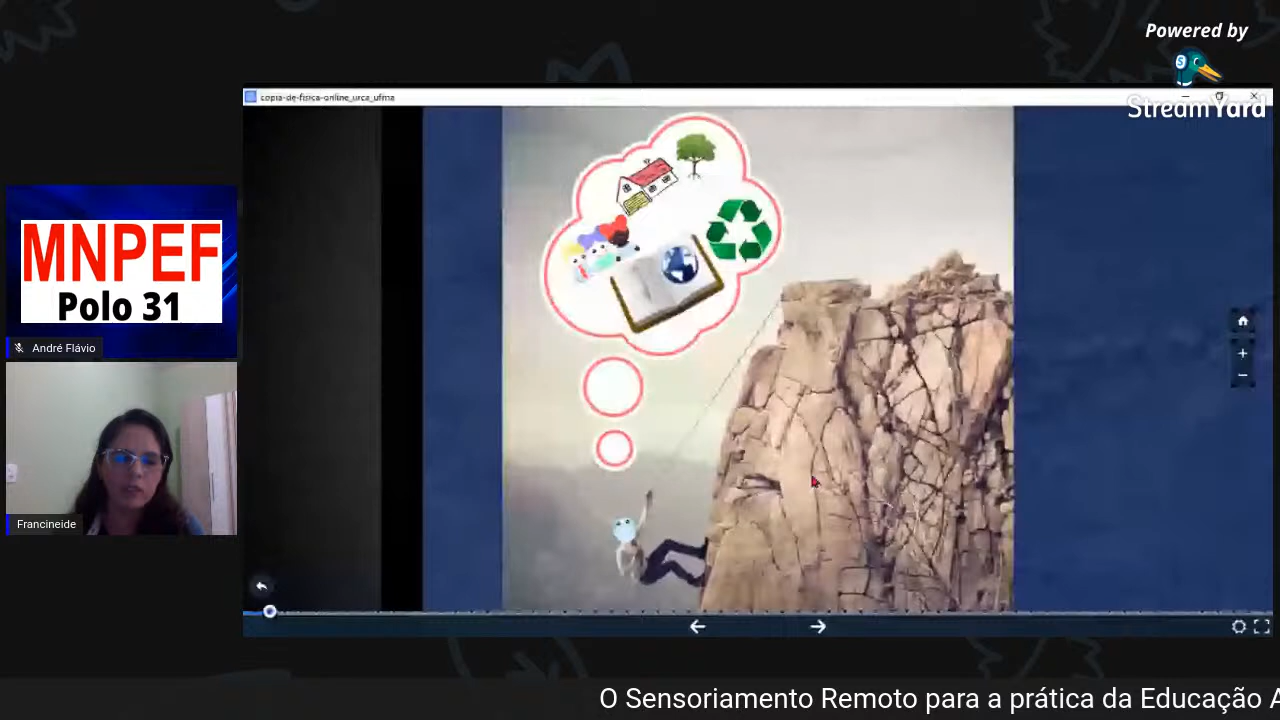 Powered by
StreamYard
copia-de-fisica-online_urca_ufma
MNPEF
Polo 31
André Flávio
Francineide
O Sensoriamento Remoto para a prática da Educação A